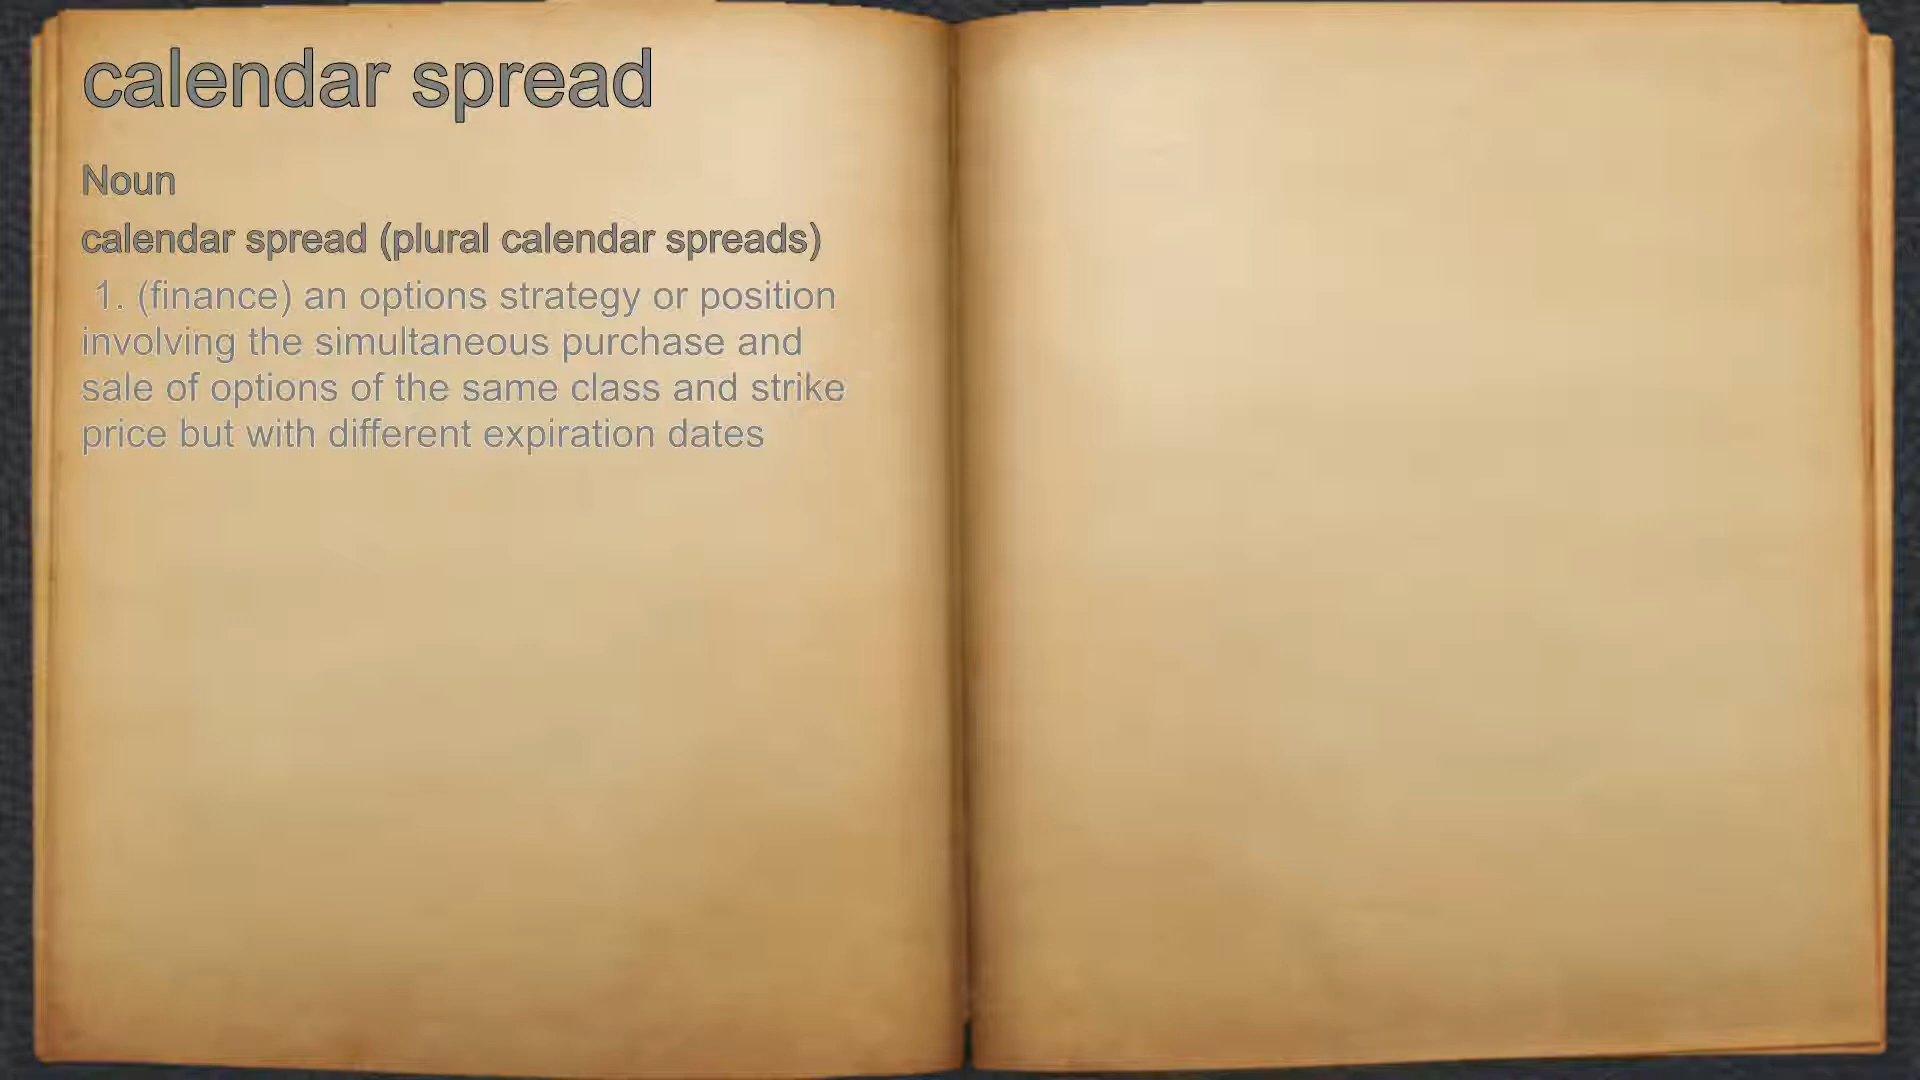 calendar spread
Noun
calendar spread (plural calendar spreads)
1. (finance) an options strategy or position
involving the simultaneous purchase and
sale of options of the same class and strike
price but with different expiration dates